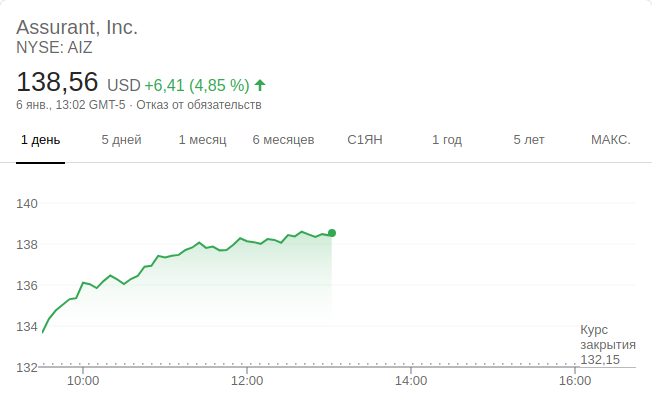 Assurant, Inc.
NYSE: AIZ
138,56 USD +6,41 (4,85 %)
6 янв., 13:02 GMT-5 · Отказ от обязательств
1 день 5 дней 1 месяц 6 месяцев С1ЯН 1 год 5 лет МАКС.
140
138
136
134
Курс
закрытия
132,15
132
10:00 12:00 14:00 16:00